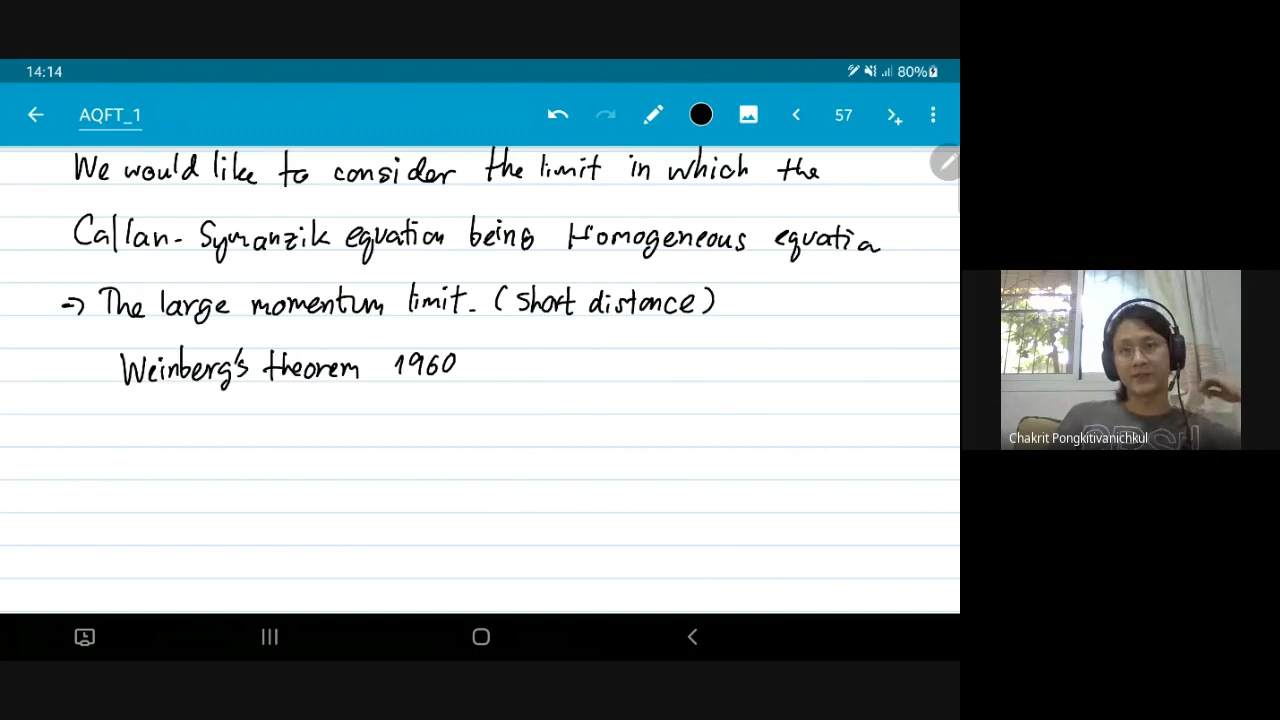 14:14
80%
AQFT_1
57
We would like to consider the limit in which the
Callan-Symanzik equation being Homogeneous equatio
=> The large momentum limit. (short distance)
Weinberg's theorem 1960
Chakrit Pongkitivanichkul